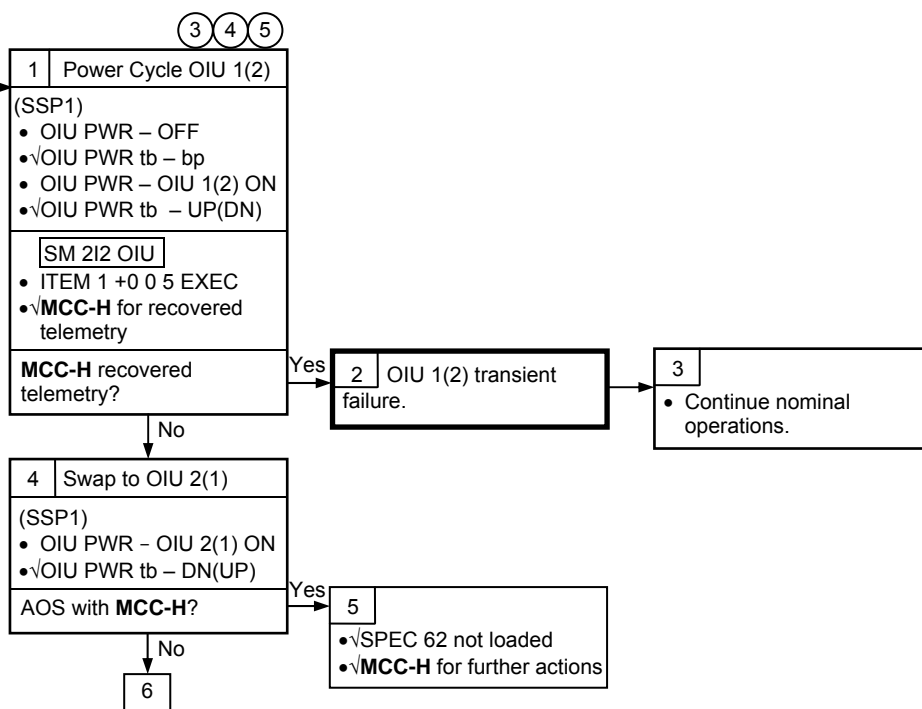 3 4 5
1 Power Cycle OIU 1(2)
(SSP1)
• OIU PWR – OFF
•√OIU PWR tb – bp
• OIU PWR – OIU 1(2) ON
•√OIU PWR tb – UP(DN)
SM 2I2 OIU
• ITEM 1 +0 0 5 EXEC
•√MCC-H for recovered
telemetry
MCC-H recovered
telemetry?
Yes
2 OIU 1(2) transient
failure.
3
• Continue nominal
operations.
No
4 Swap to OIU 2(1)
(SSP1)
• OIU PWR – OIU 2(1) ON
•√OIU PWR tb – DN(UP)
AOS with MCC-H?
Yes
5
•√SPEC 62 not loaded
•√MCC-H for further actions
No
6